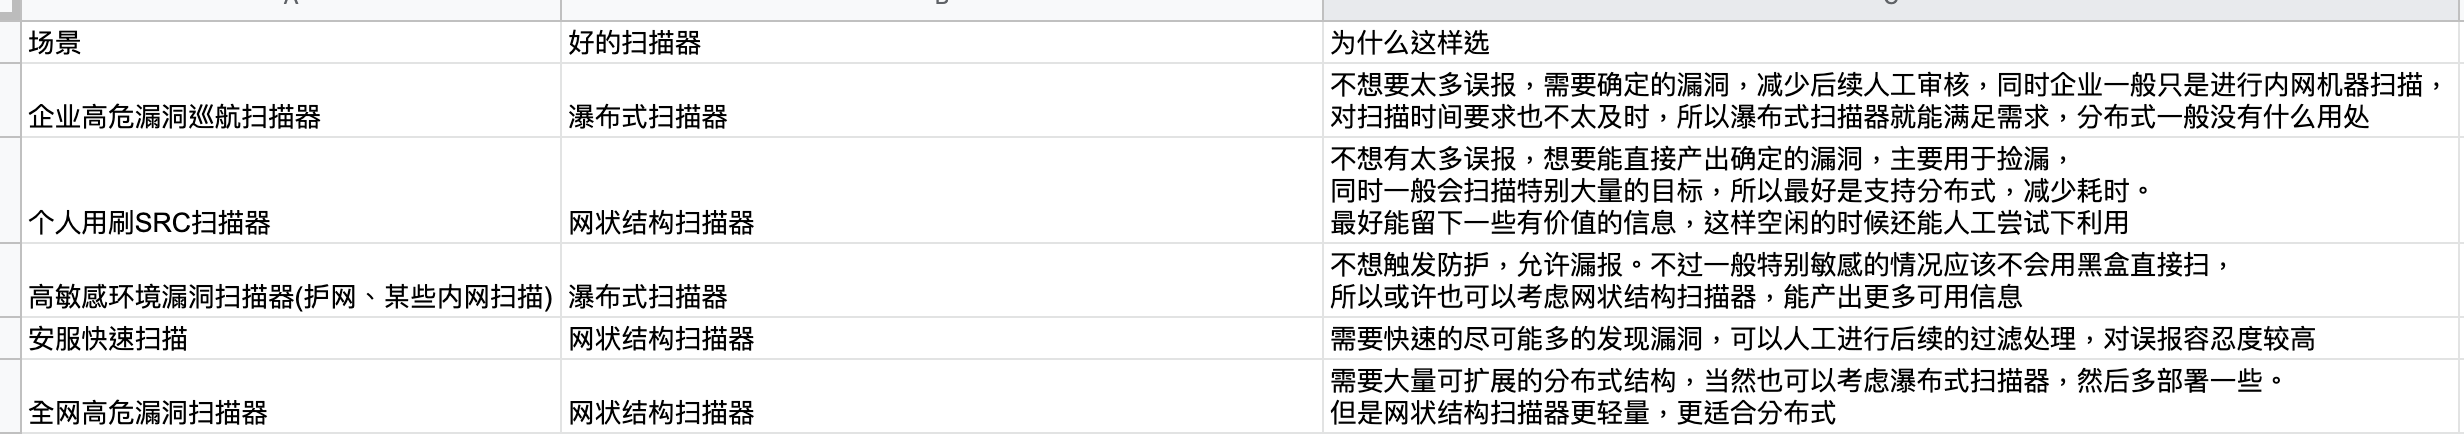 场景
好的扫描器
为什么这样选
企业高危漏洞巡航扫描器
瀑布式扫描器
不想要太多误报，需要确定的漏洞，减少后续人工审核，同时企业一般只是进行内网机器扫描，
对扫描时间要求也不太及时，所以瀑布式扫描器就能满足需求，分布式一般没有什么用处
个人用刷SRC扫描器
网状结构扫描器
不想有太多误报，想要能直接产出确定的漏洞，主要用于捡漏，
同时一般会扫描特别大量的目标，所以最好是支持分布式，减少耗时。
最好能留下一些有价值的信息，这样空闲的时候还能人工尝试下利用
高敏感环境漏洞扫描器(护网、某些内网扫描)
瀑布式扫描器
不想触发防护，允许漏报。不过一般特别敏感的情况应该不会用黑盒直接扫，
所以或许也可以考虑网状结构扫描器，能产出更多可用信息
安服快速扫描
网状结构扫描器
需要快速的尽可能多的发现漏洞，可以人工进行后续的过滤处理，对误报容忍度较高
全网高危漏洞扫描器
网状结构扫描器
需要大量可扩展的分布式结构，当然也可以考虑瀑布式扫描器，然后多部署一些。
但是网状结构扫描器更轻量，更适合分布式